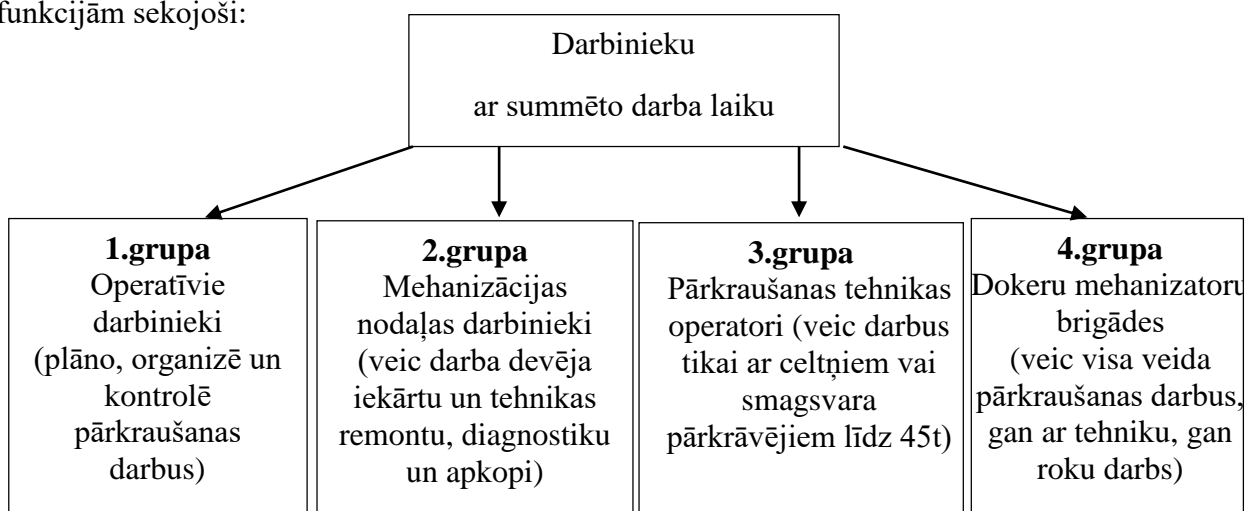 funkcijām sekojoši:
Darbinieku
ar summēto darba laiku
1.grupa
Operatīvie
darbinieki
(plāno, organizē un
kontrolē
pārkraušanas
darbus)
2.grupa
Mehanizācijas
nodaļas darbinieki
(veic darba devēja
iekārtu un tehnikas
remontu, diagnostiku
un apkopi)
3.grupa
Pārkraušanas tehnikas
operatori (veic darbus
tikai ar celtņiem vai
smagsvara
pārkrāvējiem līdz 45t)
4.grupa
Dokeru mehanizatoru
brigādes
(veic visa veida
pārkraušanas darbus,
gan ar tehniku, gan
roku darbs)